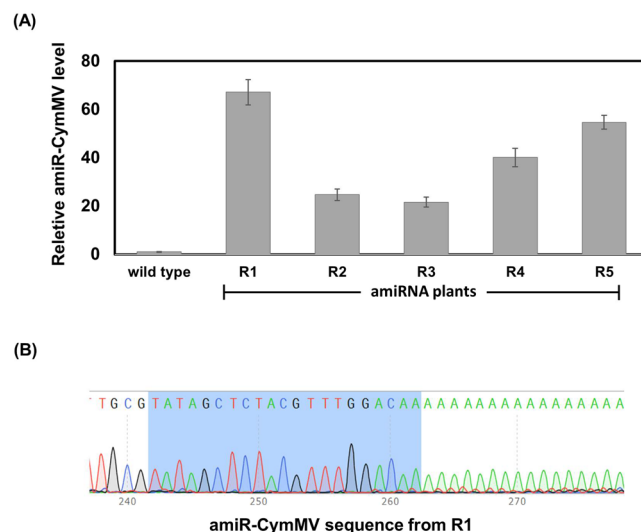 (A)
Reletive amiR-CymMV level
80
60
40
20
0
wild type R1 R2 R3 R4 R5
amiRNA plants
(B)
T G C G T A T A G C T C T A C G T T T G G A C A A A A A A A A A A A A A A A A A A
240 250 260 270
amiR-CymMV sequence from R1